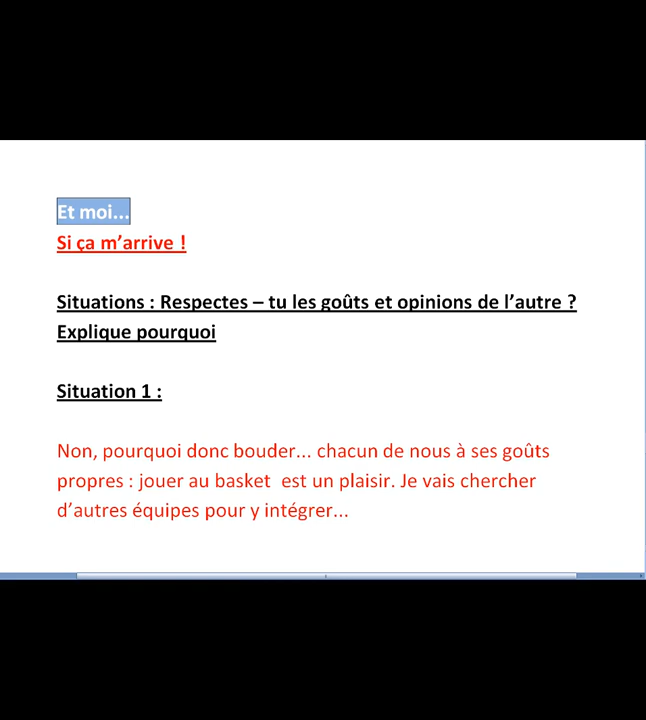 Et moi...
Si ça m’arrive !
Situations : Respectes – tu les goûts et opinions de l’autre ?
Explique pourquoi
Situation 1 :
Non, pourquoi donc bouder... chacun de nous à ses goûts
propres : jouer au basket  est un plaisir. Je vais chercher
d’autres équipes pour y intégrer...